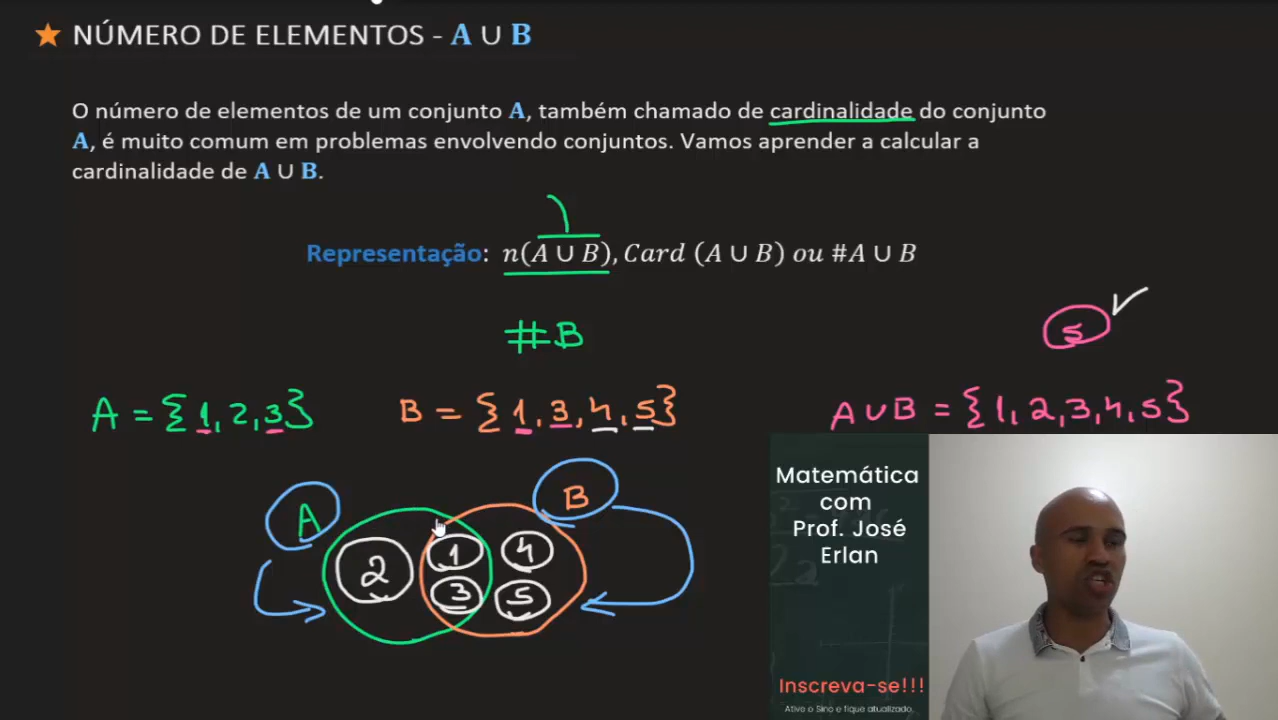 NÚMERO DE ELEMENTOS - A ∪ B
O número de elementos de um conjunto A, também chamado de cardinalidade do conjunto
A, é muito comum em problemas envolvendo conjuntos. Vamos aprender a calcular a
cardinalidade de A ∪ B.
Representação: n(A ∪ B), Card (A ∪ B) ou #A ∪ B
#B
5
A = {1, 2, 3}
B = {1, 3, 4, 5}
A∪B = {1, 2, 3, 4, 5}
A
B
2
1
4
3
5
Matemática
com
Prof. José
Erlan
Inscreva-se!!!
Ative o Sino e fique atualizado.